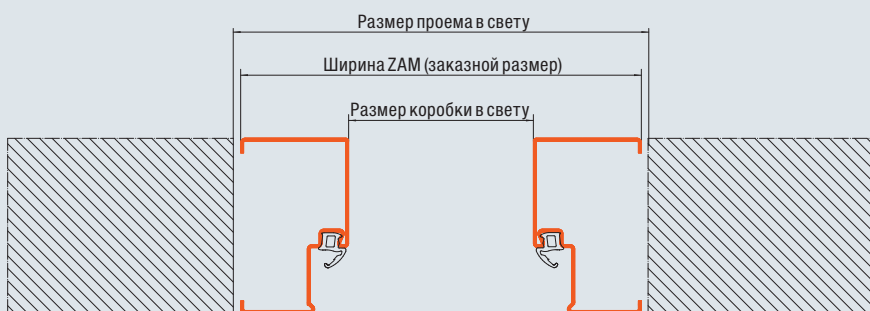 Размер проема в свету
Ширина ZAM (заказной размер)
Размер коробки в свету